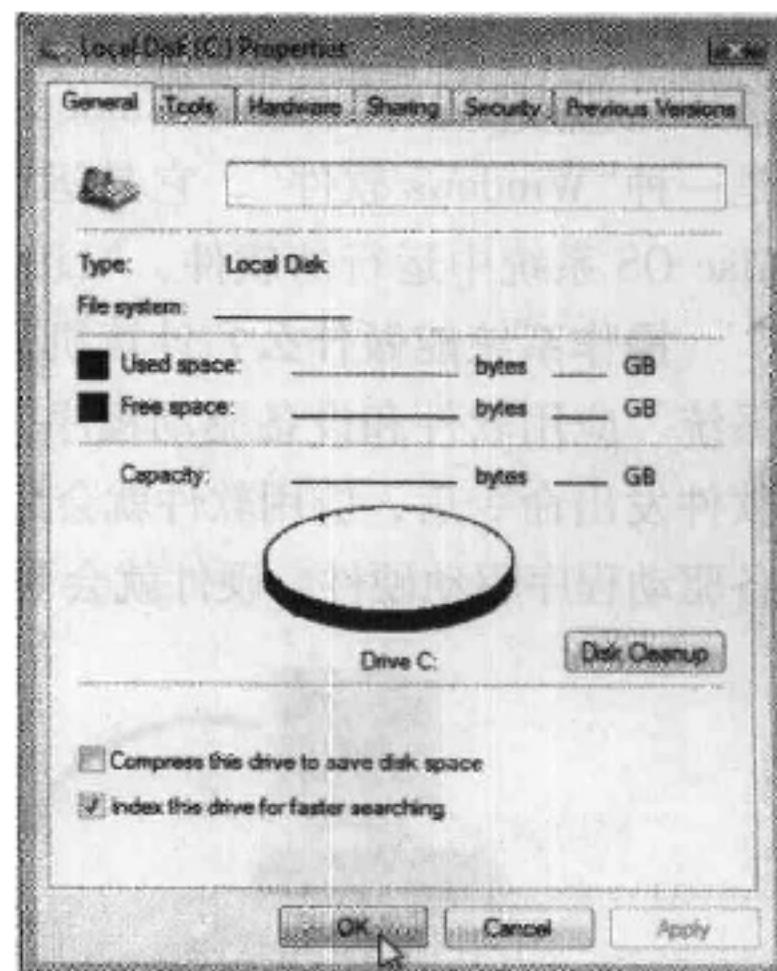 Local Disk (C:) Properties
General Tools Hardware Sharing Security Previous Versions
Type: Local Disk
File system:
Used space: bytes GB
Free space: bytes GB
Capacity: bytes GB
Drive C:
Disk Cleanup
Compress this drive to save disk space
Index this drive for faster searching
OK Cancel Apply